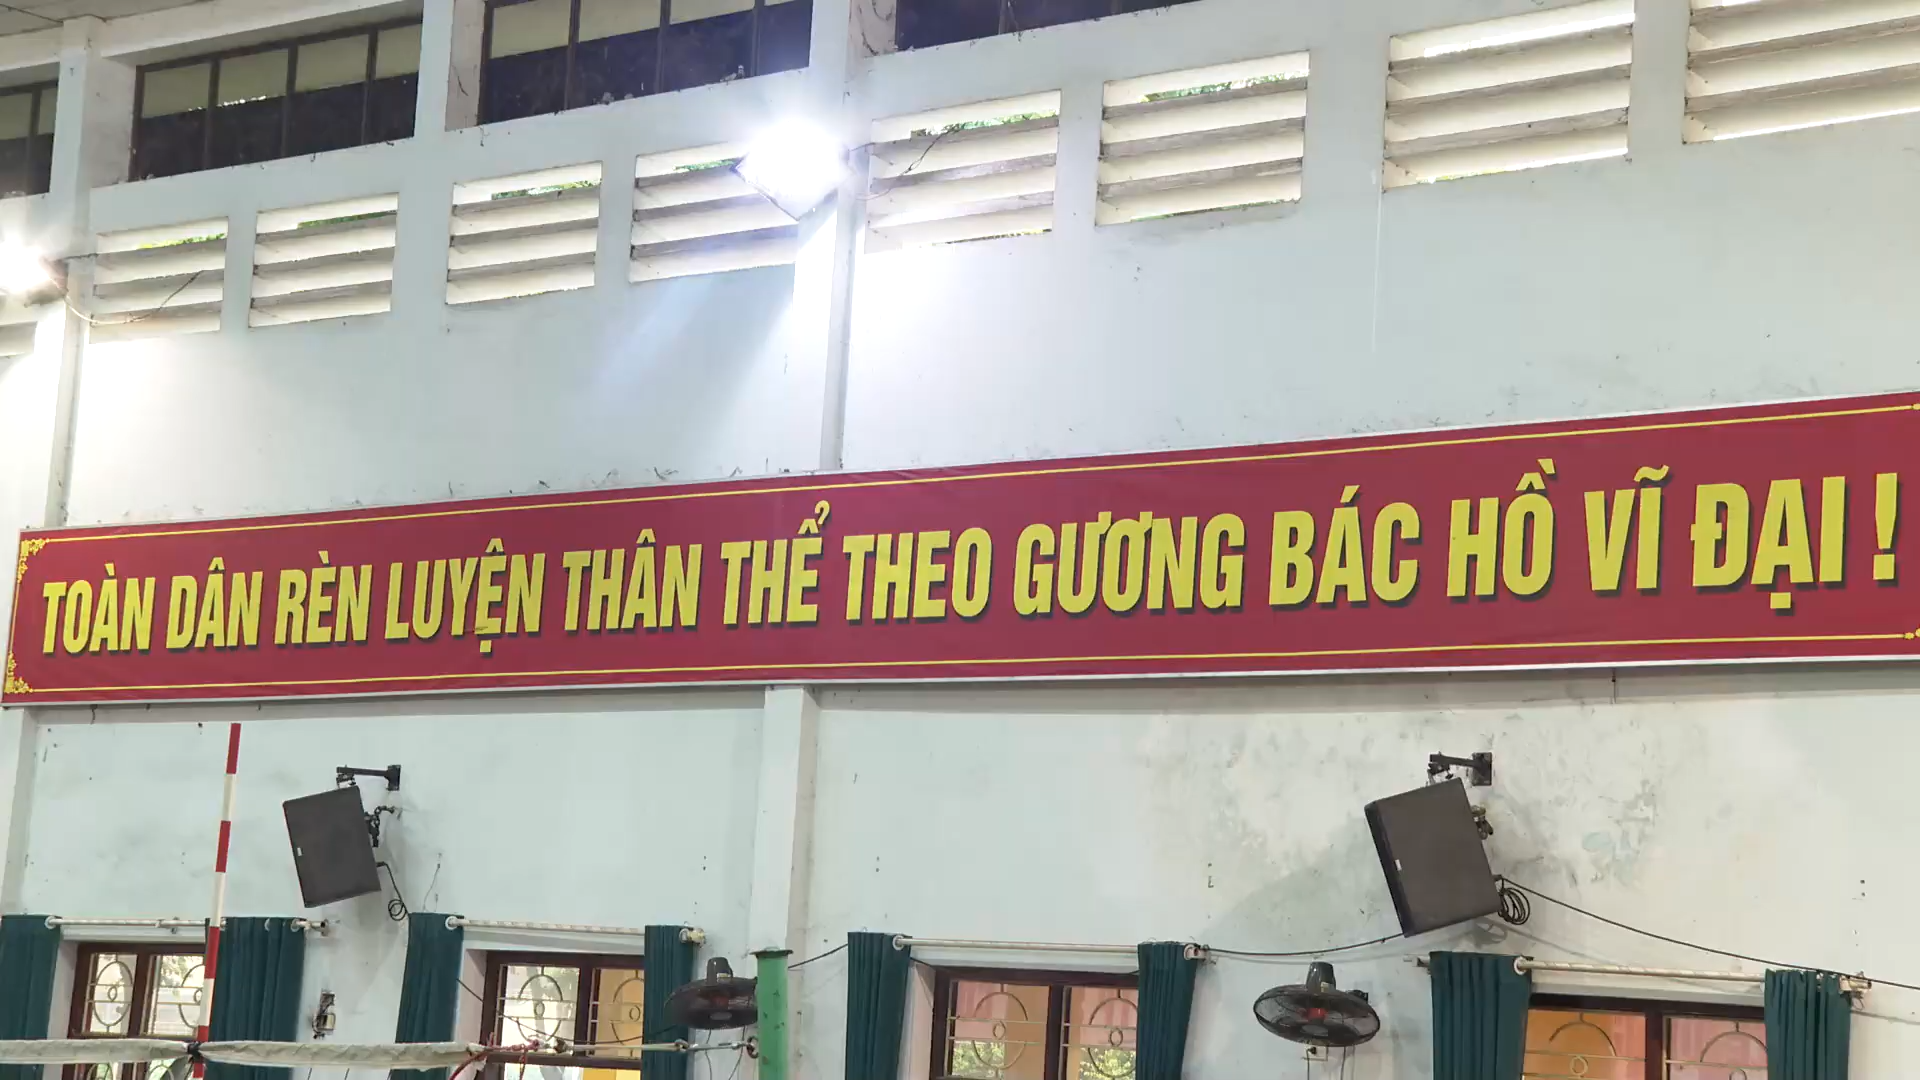 TOÀN DÂN RÈN LUYỆN THÂN THỂ THEO GƯƠNG BÁC HỒ VĨ ĐẠI !